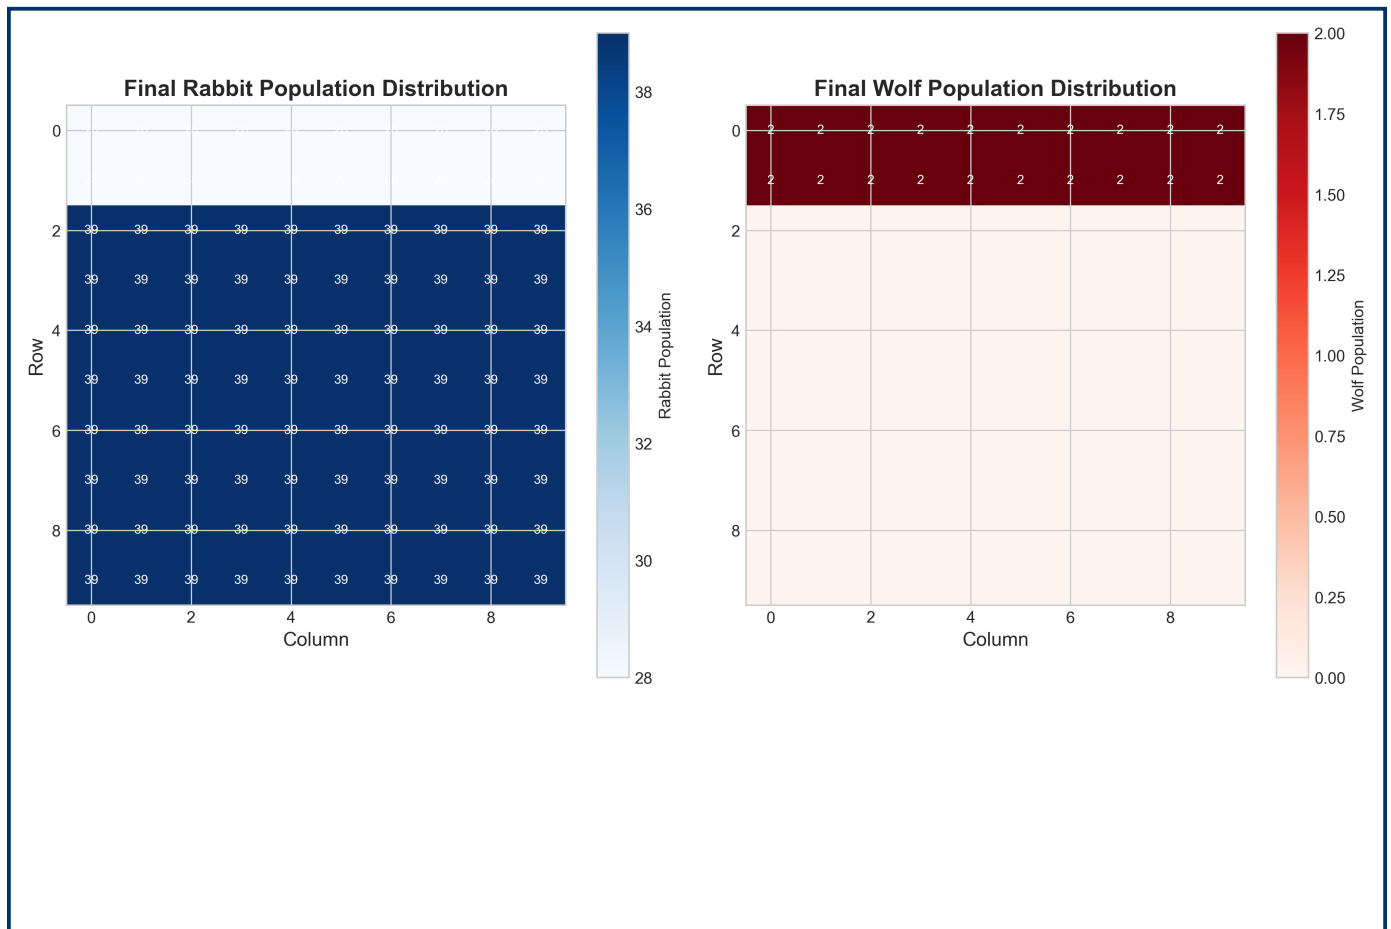 Final Rabbit Population Distribution
0
2
39 39 39 39 39 39 39 39 39 39
39 39 39 39 39 39 39 39 39 39
4
39 39 39 39 39 39 39 39 39 39
39 39 39 39 39 39 39 39 39 39
6
39 39 39 39 39 39 39 39 39 39
39 39 39 39 39 39 39 39 39 39
8
39 39 39 39 39 39 39 39 39 39
39 39 39 39 39 39 39 39 39 39
Row
0 2 4 6 8
Column
38
36
34
32
30
28
Rabbit Population
Final Wolf Population Distribution
0
2 2 2 2 2 2 2 2 2 2
2 2 2 2 2 2 2 2 2 2
2
4
6
8
Row
0 2 4 6 8
Column
2.00
1.75
1.50
1.25
1.00
0.75
0.50
0.25
0.00
Wolf Population